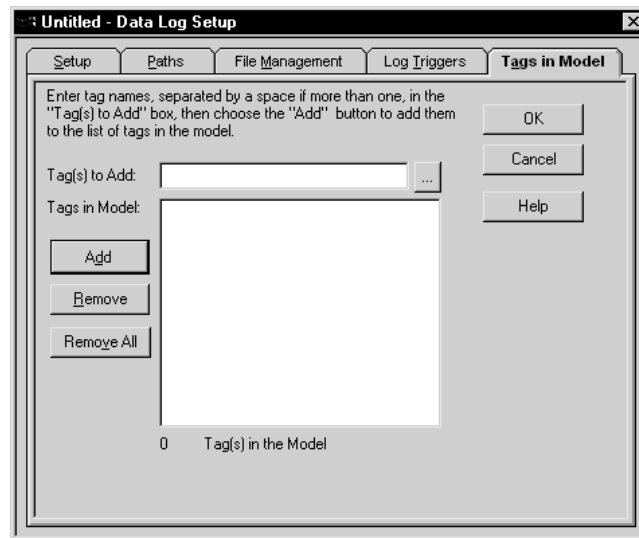 Untitled - Data Log Setup
Setup Paths File Management Log Triggers Tags in Model
Enter tag names, separated by a space if more than one, in the
"Tag(s) to Add" box, then choose the "Add" button to add them
to the list of tags in the model.
OK
Cancel
Help
Tag(s) to Add: ...
Tags in Model:
Add
Remove
Remove All
0 Tag(s) in the Model